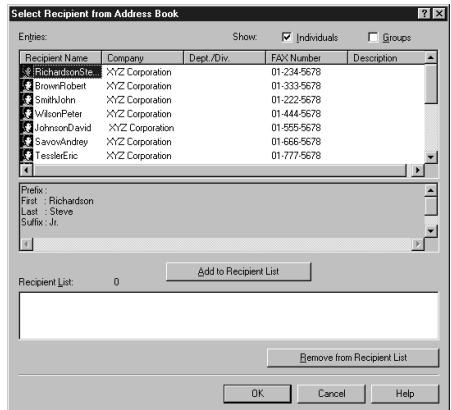 Select Recipient from Address Book
Entries: Show: Individuals Groups
Recipient Name Company Dept./Div. FAX Number Description
RichardsonSte... XYZ Corporation 01-234-5678
BrownRobert XYZ Corporation 01-333-5678
SmithJohn XYZ Corporation 01-222-5678
WilsonPeter XYZ Corporation 01-444-5678
JohnsonDavid XYZ Corporation 01-555-5678
SavovAndrey XYZ Corporation 01-666-5678
TesslerEric XYZ Corporation 01-777-5678
Prefix :
First : Richardson
Last : Steve
Suffix : Jr.
Add to Recipient List
Recipient List: 0
Remove from Recipient List
OK Cancel Help